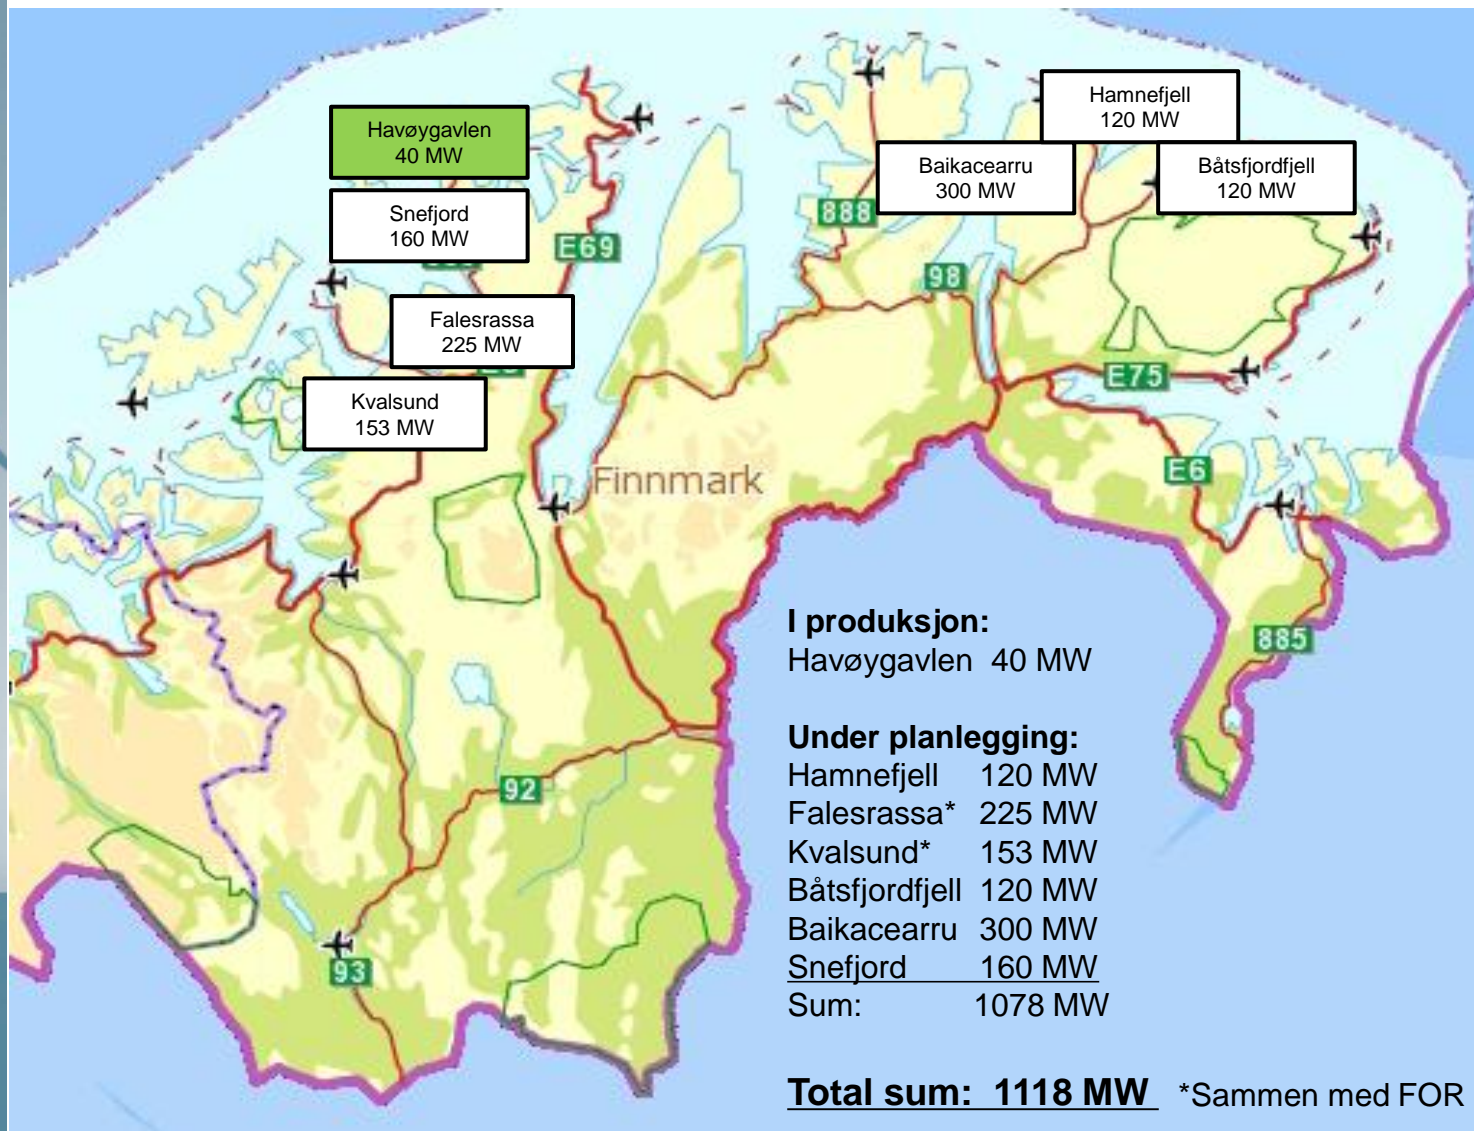 Hamnefjell
120 MW
Havøygavlen
40 MW
Baikacearru
300 MW
Båtsfjordfjell
120 MW
Snefjord
160 MW
888
E69
98
Falesrassa
225 MW
E75
Kvalsund
153 MW
E6
Finnmark
I produksjon:
Havøygavlen 40 MW
885
Under planlegging:
Hamnefjell 120 MW
Falesrassa* 225 MW
Kvalsund* 153 MW
Båtsfjordfjell 120 MW
Baikacearru 300 MW
Snefjord 160 MW
Sum: 1078 MW
92
93
Total sum: 1118 MW *Sammen med FOR